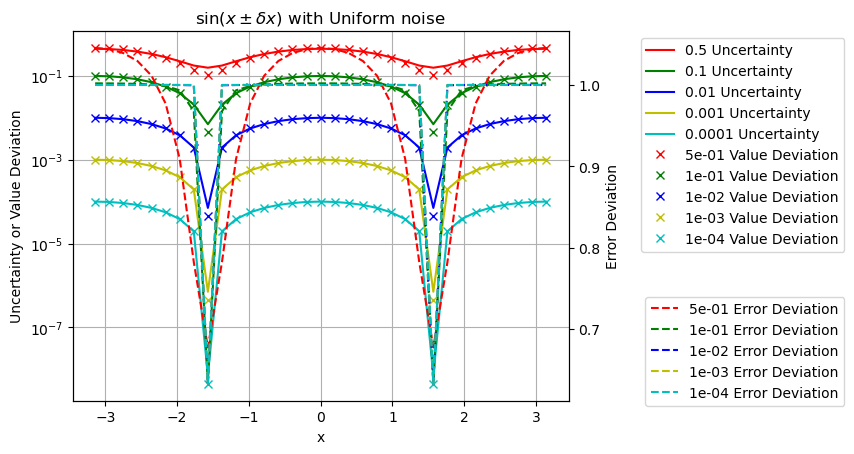 sin(x ± δx) with Uniform noise
Uncertainty or Value Deviation
10⁻¹
10⁻³
10⁻⁵
10⁻⁷
−3
−2
−1
0
1
2
3
x
1.0
0.9
0.8
0.7
Error Deviation
0.5 Uncertainty
0.1 Uncertainty
0.01 Uncertainty
0.001 Uncertainty
0.0001 Uncertainty
5e-01 Value Deviation
1e-01 Value Deviation
1e-02 Value Deviation
1e-03 Value Deviation
1e-04 Value Deviation
5e-01 Error Deviation
1e-01 Error Deviation
1e-02 Error Deviation
1e-03 Error Deviation
1e-04 Error Deviation